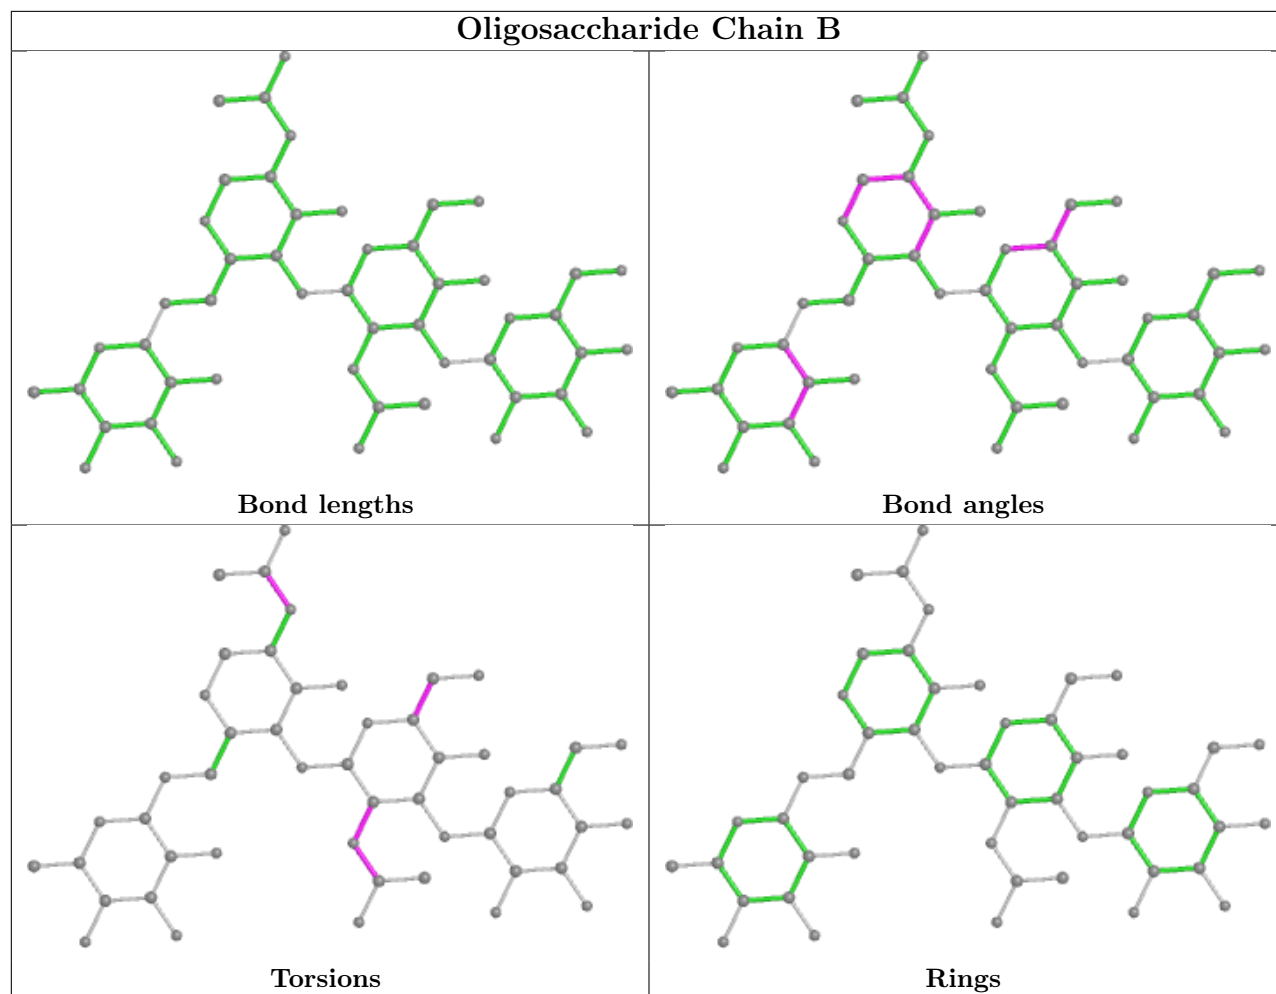 Oligosaccharide Chain B
Bond lengths
Bond angles
Torsions
Rings